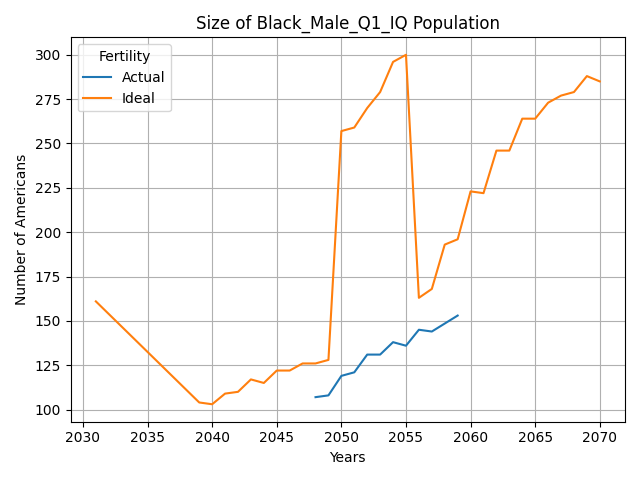 Size of Black_Male_Q1_IQ Population
Fertility
Actual
Ideal
Number of Americans
300
275
250
225
200
175
150
125
100
2030 2035 2040 2045 2050 2055 2060 2065 2070
Years